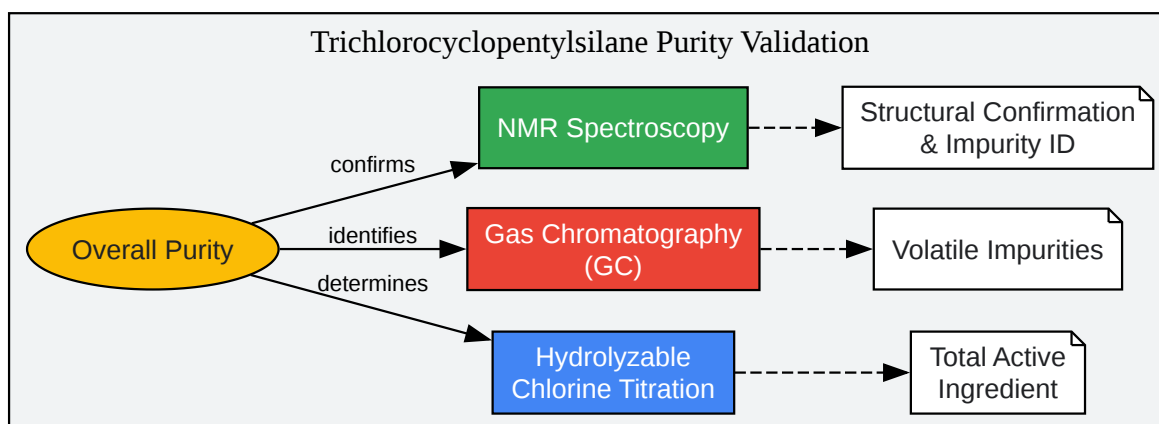 Trichlorocyclopentylsilane Purity Validation
NMR Spectroscopy
Structural Confirmation
& Impurity ID
confirms
Overall Purity
identifies
Gas Chromatography
(GC)
Volatile Impurities
determines
Hydrolyzable
Chlorine Titration
Total Active
Ingredient